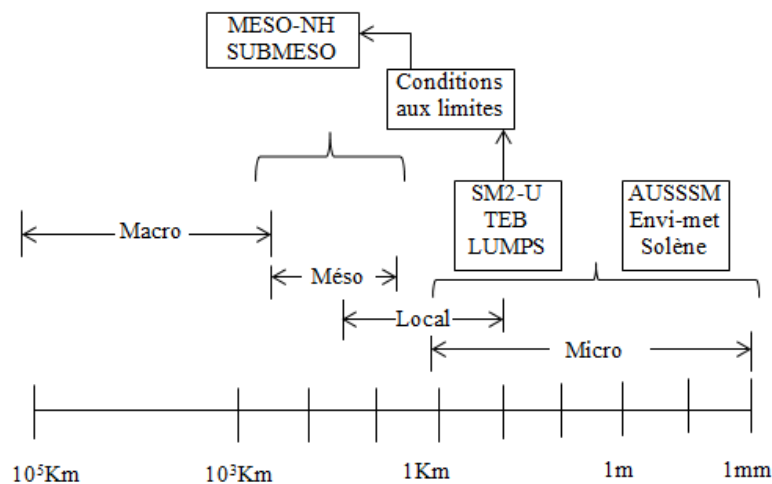 MESO-NH
SUBMESO
Conditions
aux limites
SM2-U
TEB
LUMPS
AUSSSM
Envi-met
Solène
Macro
Méso
Local
Micro
10⁵Km
10³Km
1Km
1m
1mm